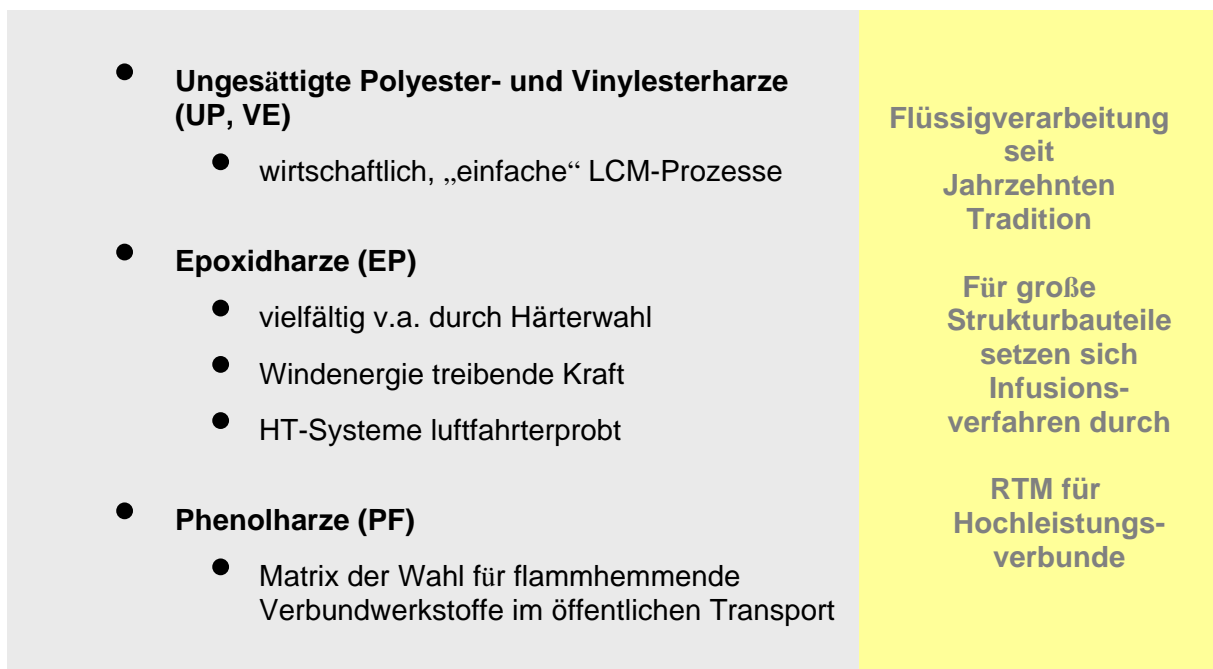 • Ungesättigte Polyester- und Vinylesterharze
(UP, VE)
• wirtschaftlich, „einfache“ LCM-Prozesse
• Epoxidharze (EP)
• vielfältig v.a. durch Härterwahl
• Windenergie treibende Kraft
• HT-Systeme luftfahrterprobt
• Phenolharze (PF)
• Matrix der Wahl für flammhemmende
Verbundwerkstoffe im öffentlichen Transport
Flüssigverarbeitung
seit
Jahrzehnten
Tradition
Für große
Strukturbauteile
setzen sich
Infusions-
verfahren durch
RTM für
Hochleistungs-
verbunde